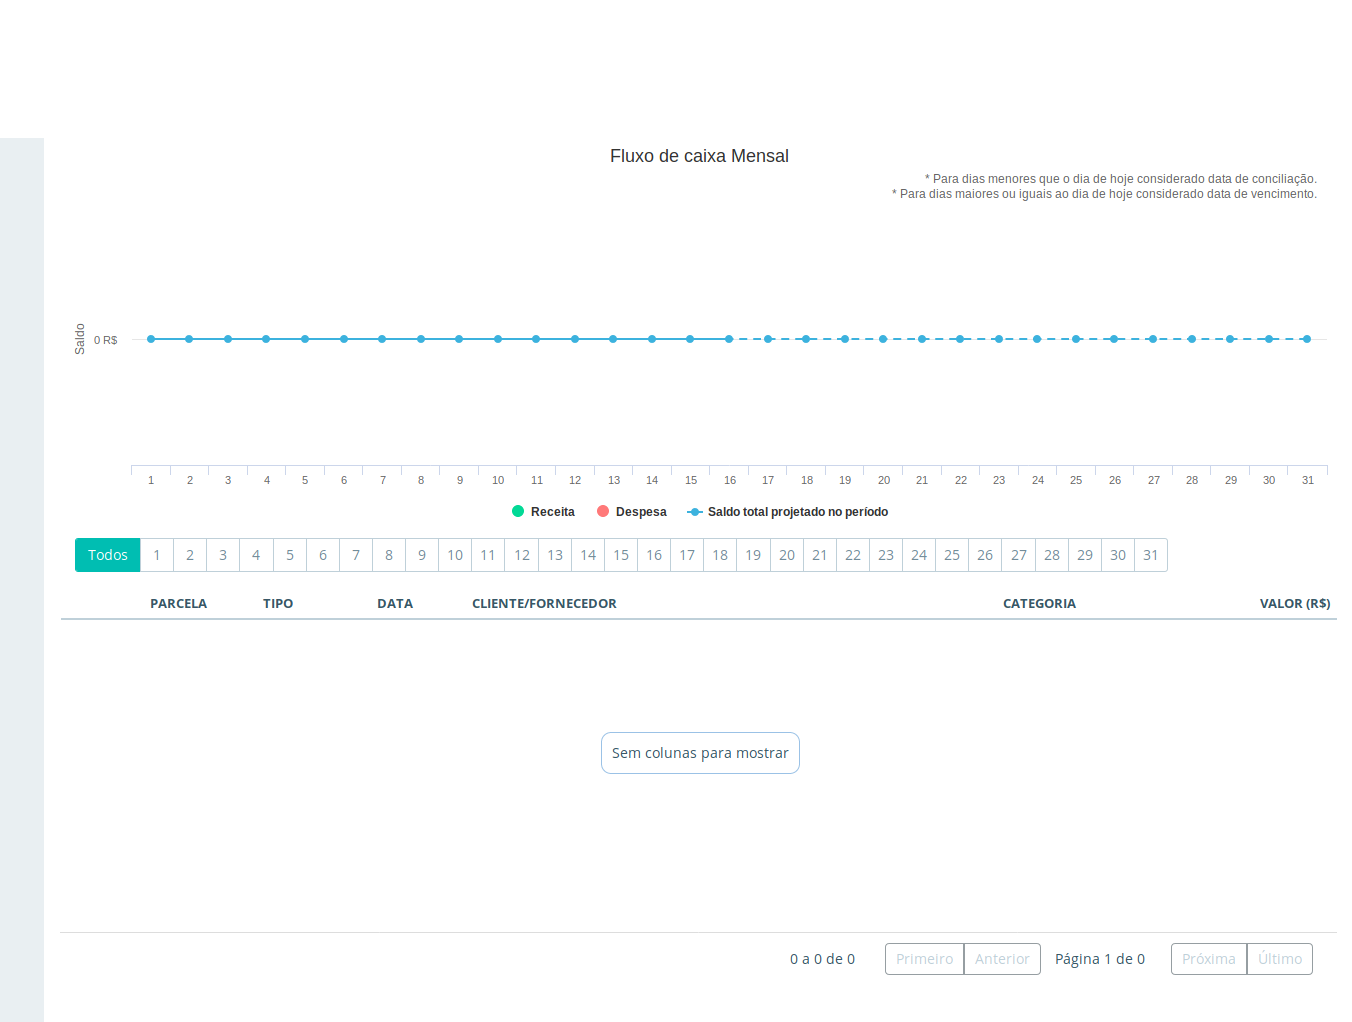 Fluxo de caixa Mensal
* Para dias menores que o dia de hoje considerado data de conciliação.
* Para dias maiores ou iguais ao dia de hoje considerado data de vencimento.
Saldo
0 R$
1 2 3 4 5 6 7 8 9 10 11 12 13 14 15 16 17 18 19 20 21 22 23 24 25 26 27 28 29 30 31
Receita Despesa Saldo total projetado no período
Todos 1 2 3 4 5 6 7 8 9 10 11 12 13 14 15 16 17 18 19 20 21 22 23 24 25 26 27 28 29 30 31
PARCELA TIPO DATA CLIENTE/FORNECEDOR CATEGORIA VALOR (R$)
Sem colunas para mostrar
0 a 0 de 0 Primeiro Anterior Página 1 de 0 Próxima Último